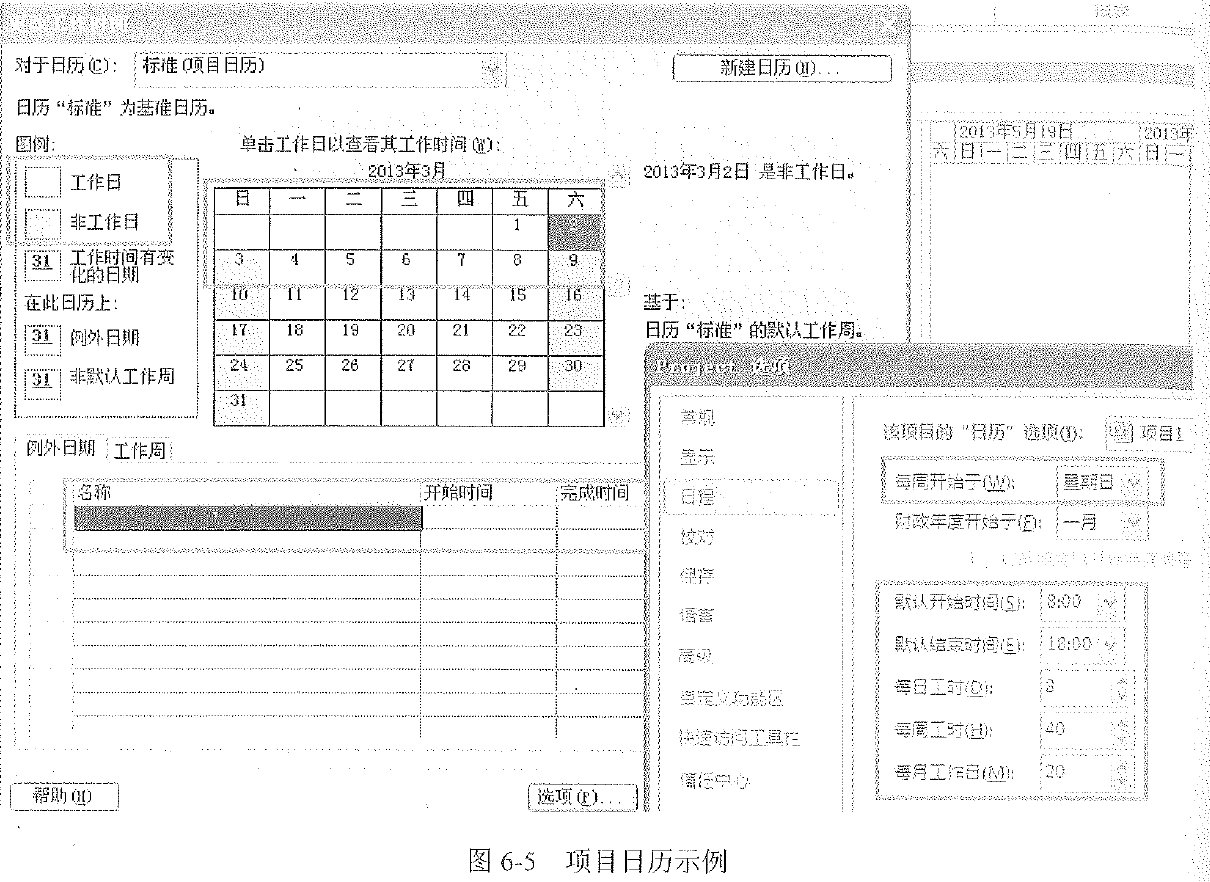 对于日历(C): 标准(项目日历) 新建日历(N)...
日历“标准”为基准日历。
图例:
工作日
非工作日
31 工作时间有变
化的日期
在此日历上:
31 例外日期
31 非默认工作周
单击工作日以查看其工作时间(W):
2013年3月
日 一 二 三 四 五 六
1
3 4 5 6 7 8 9
10 11 12 13 14 15 16
17 18 19 20 21 22 23
24 25 26 27 28 29 30
31
2013年3月2日 是非工作日。
基于:
日历“标准”的默认工作周。
2013年5月19日 2013年
六 日 一 二 三 四 五 六 日 一
例外日期 工作周
名称 开始时间 完成时间
帮助(H) 选项(P)...
Project 选项
常规
显示
日程
校对
保存
语言
高级
自定义功能区
快速访问工具栏
信任中心
该项目的“日历”选项(T): 项目1
每周开始于(W): 星期日
财政年度开始于(F): 一月
默认开始时间(S): 8:00
默认结束时间(E): 18:00
每日工时(D): 8
每周工时(H): 40
每月工作日(M): 20
图 6-5 项目日历示例